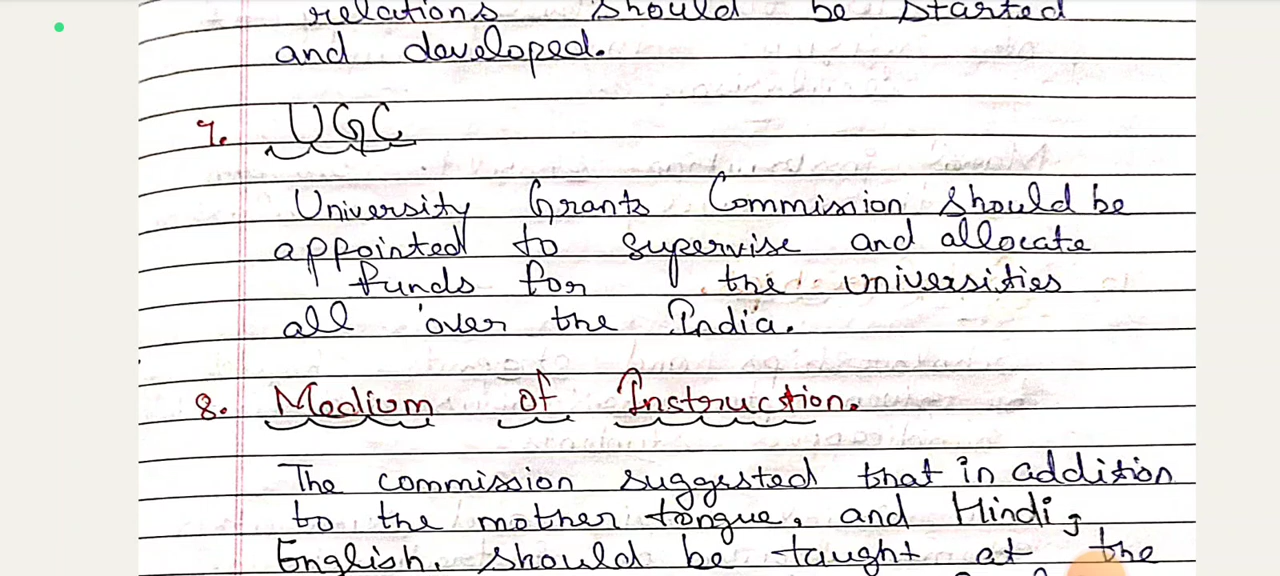 relations should be started
and developed.
7. UGC
University Grants Commission should be
appointed to supervise and allocate
funds for the universities
all over the India.
8. Medium of Instruction.
The commission suggested that in addition
to the mother tongue, and Hindi,
English, should be taught at the